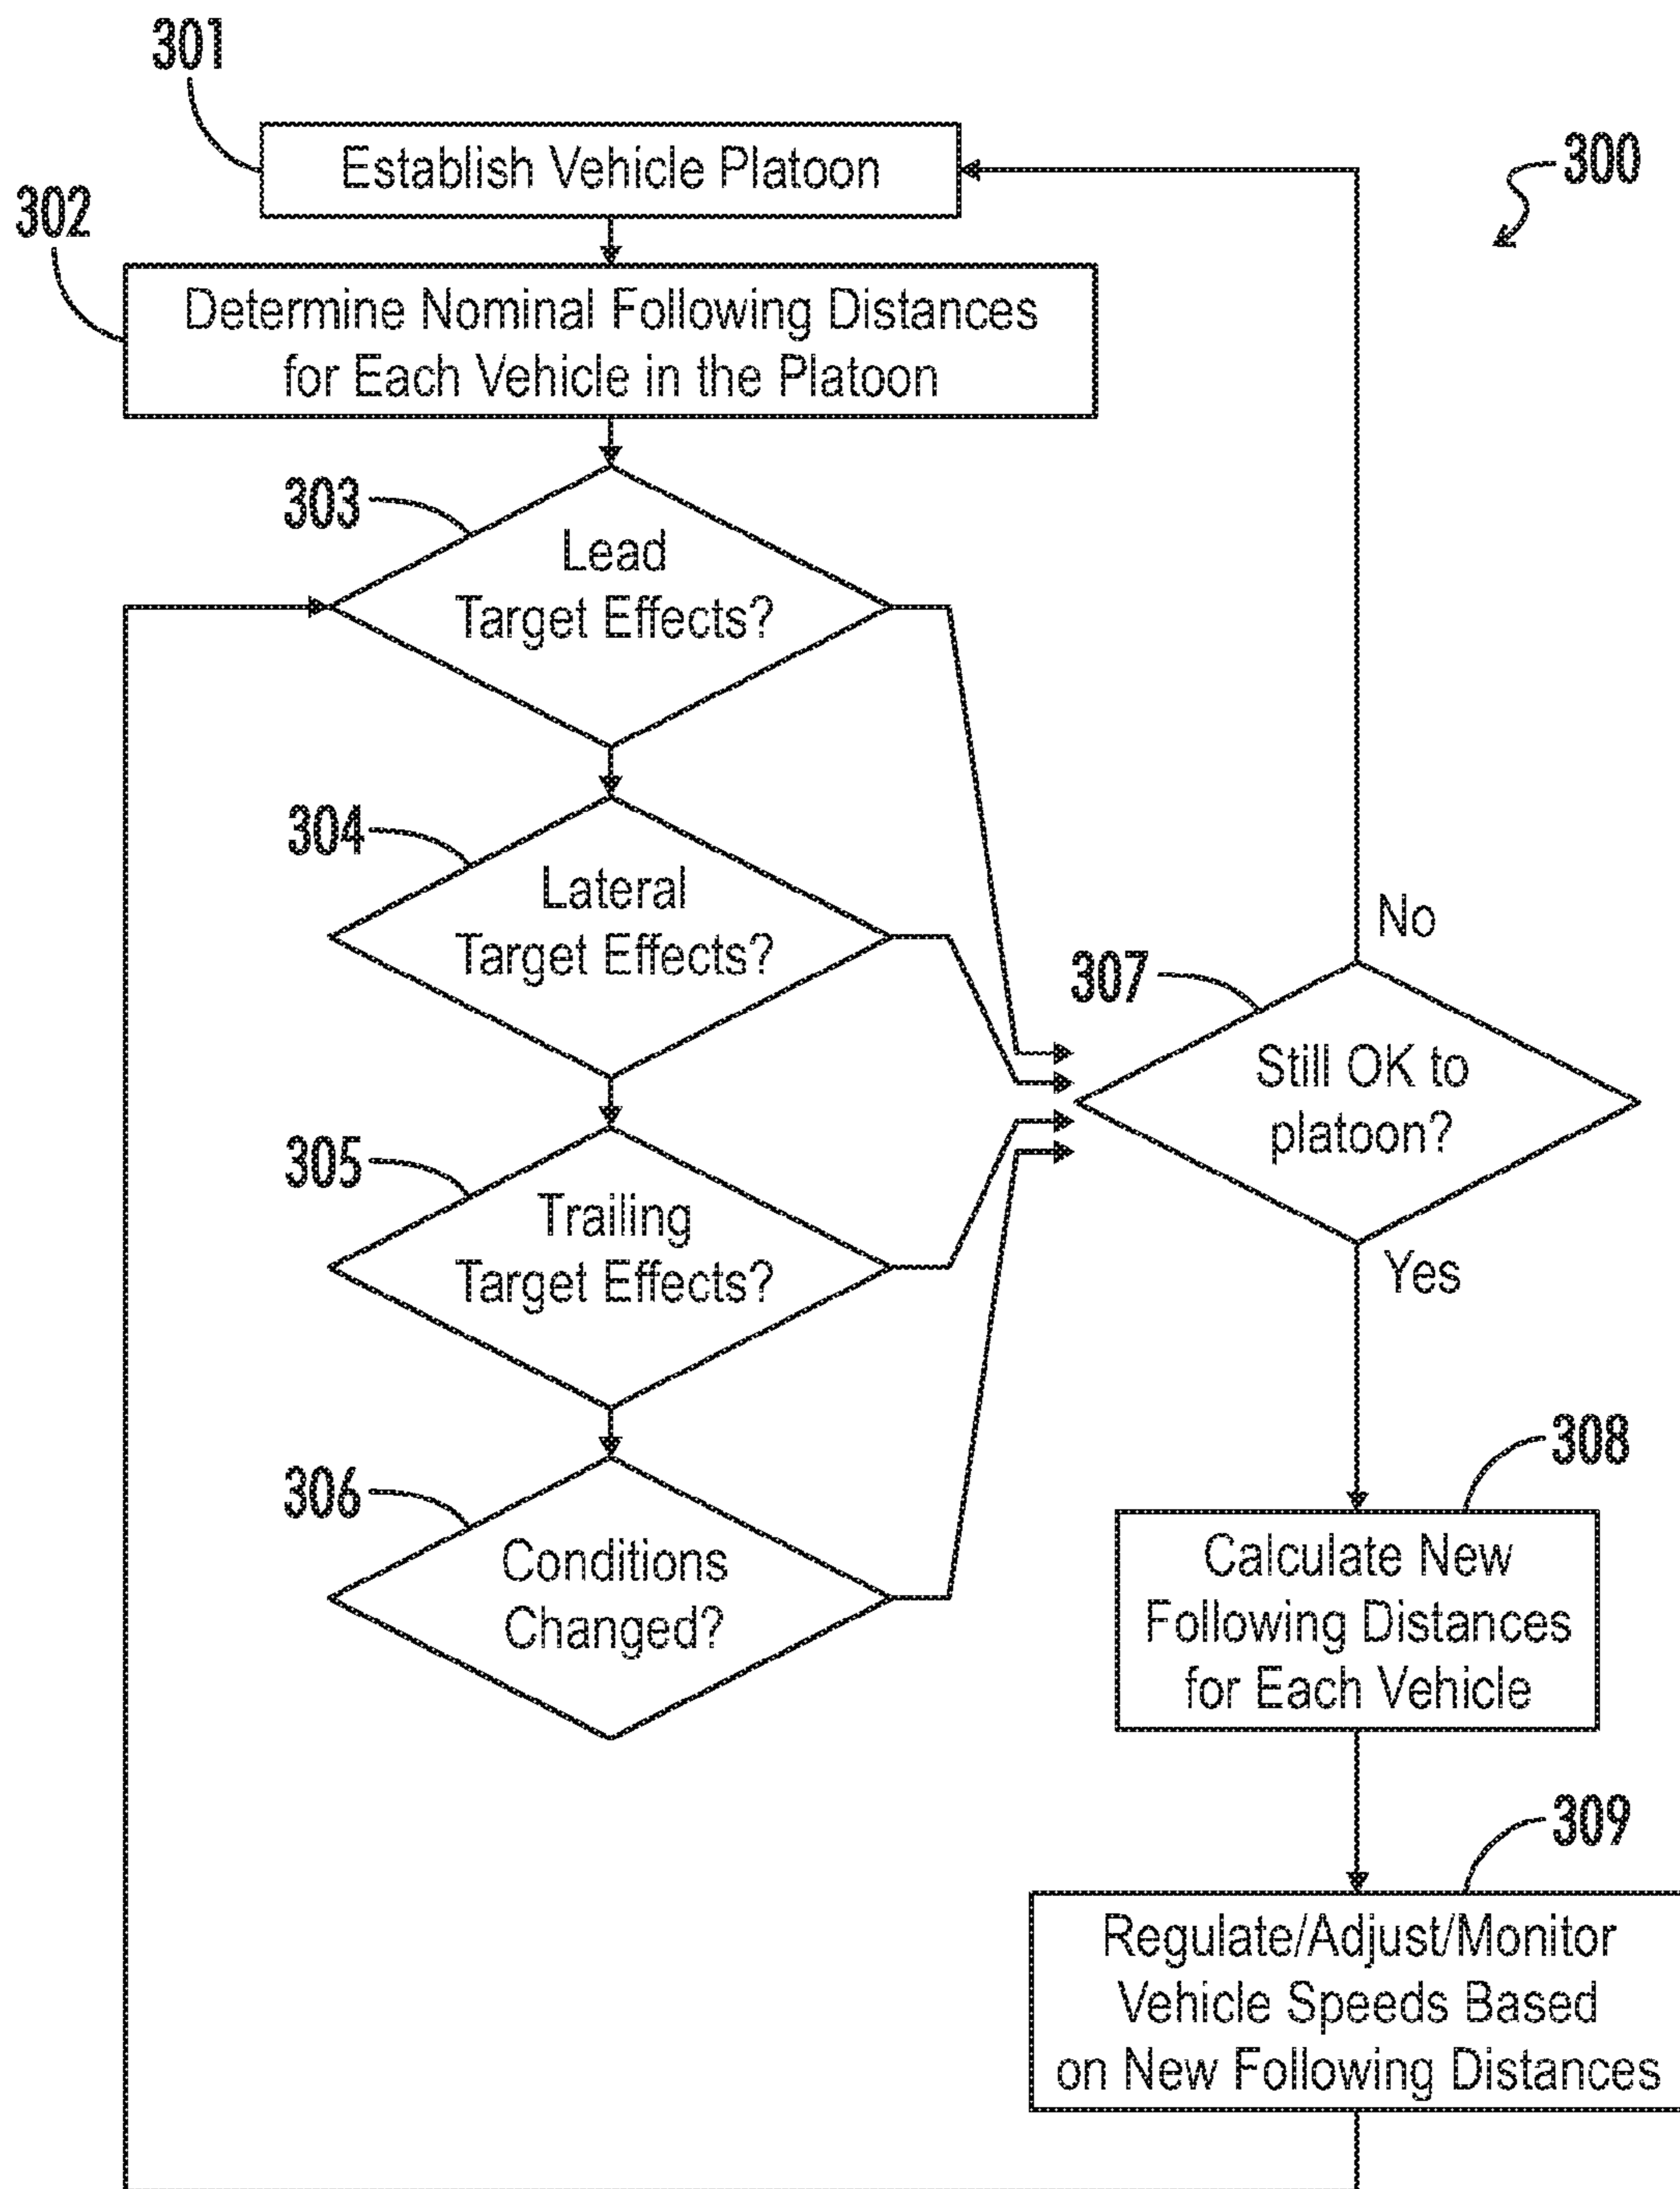 301
Establish Vehicle Platoon
300
302
Determine Nominal Following Distances
for Each Vehicle in the Platoon
303
Lead
Target Effects?
304
Lateral
Target Effects?
No
307
Still OK to
platoon?
Yes
305
Trailing
Target Effects?
306
Conditions
Changed?
308
Calculate New
Following Distances
for Each Vehicle
309
Regulate/Adjust/Monitor
Vehicle Speeds Based
on New Following Distances